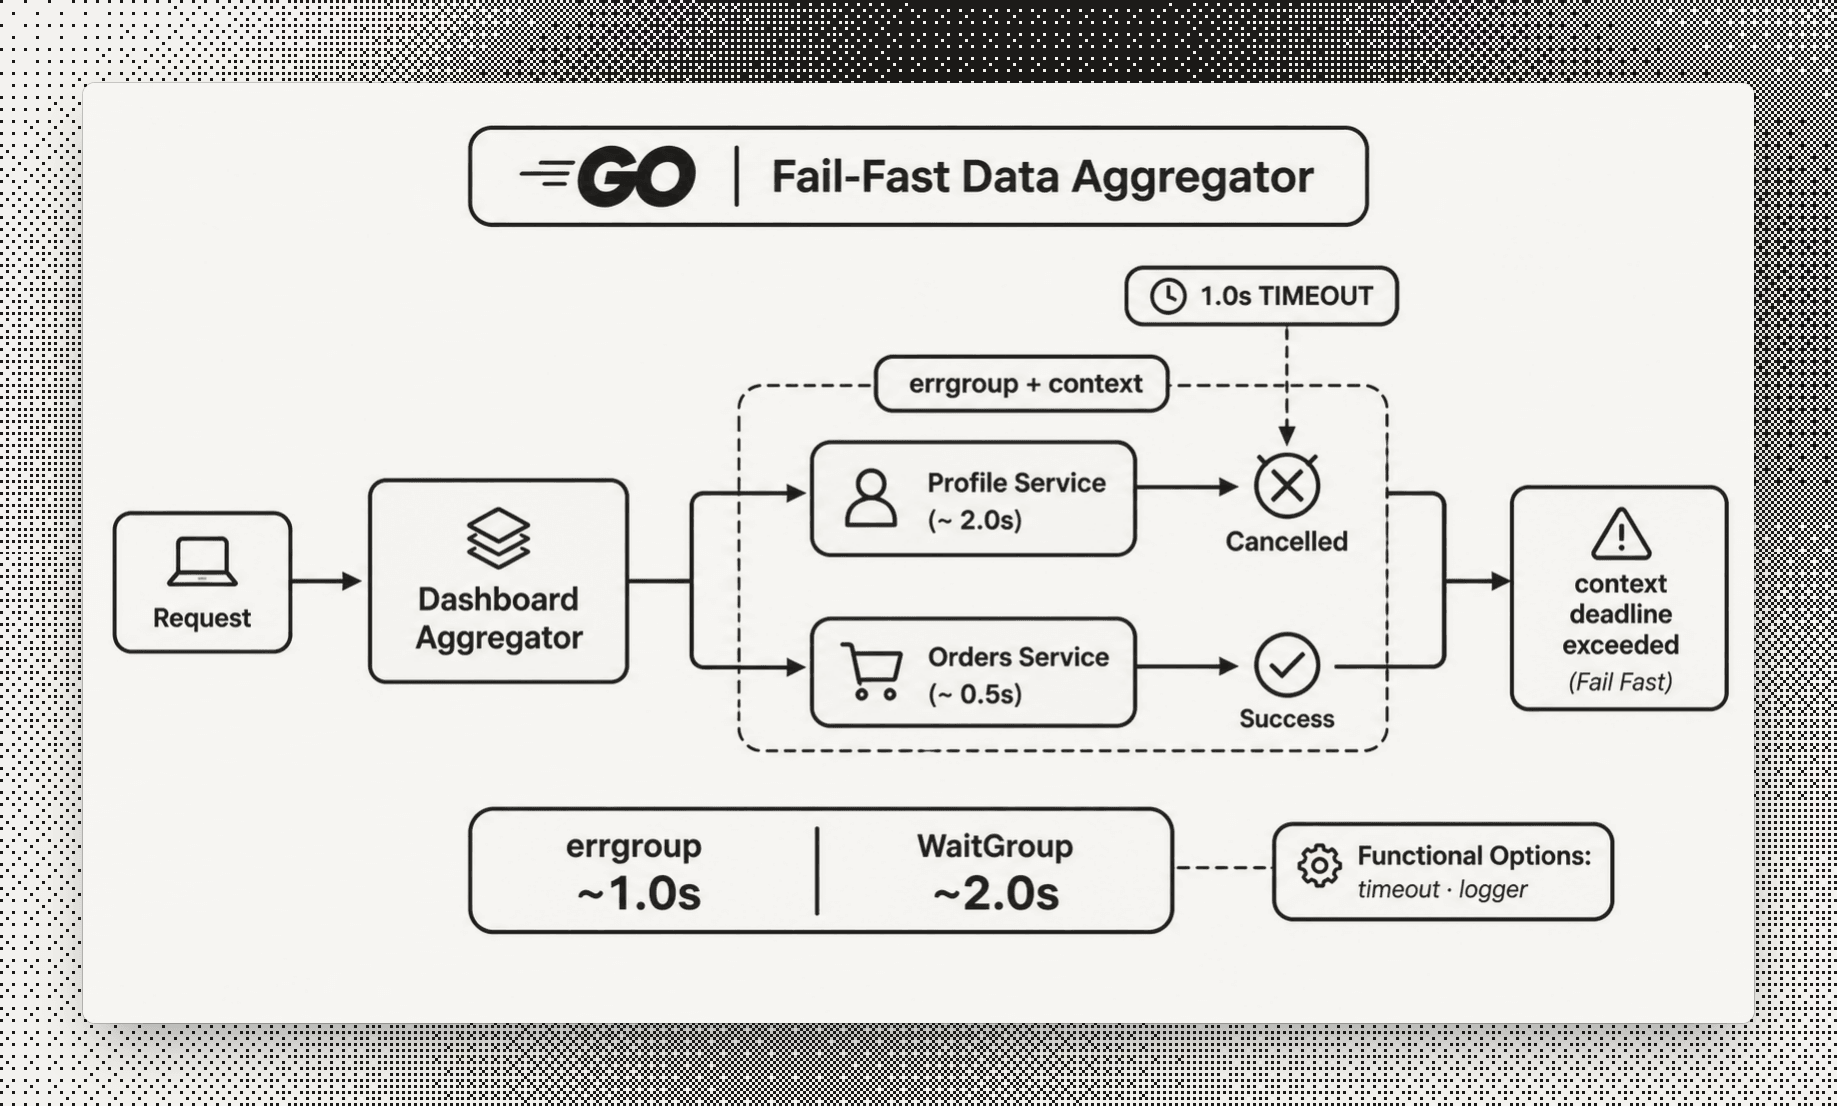 GO | Fail-Fast Data Aggregator
1.0s TIMEOUT
errgroup + context
Profile Service
(~ 2.0s)
Cancelled
Request
Dashboard
Aggregator
Orders Service
(~ 0.5s)
Success
context
deadline
exceeded
(Fail Fast)
errgroup
~1.0s
WaitGroup
~2.0s
Functional Options:
timeout · logger